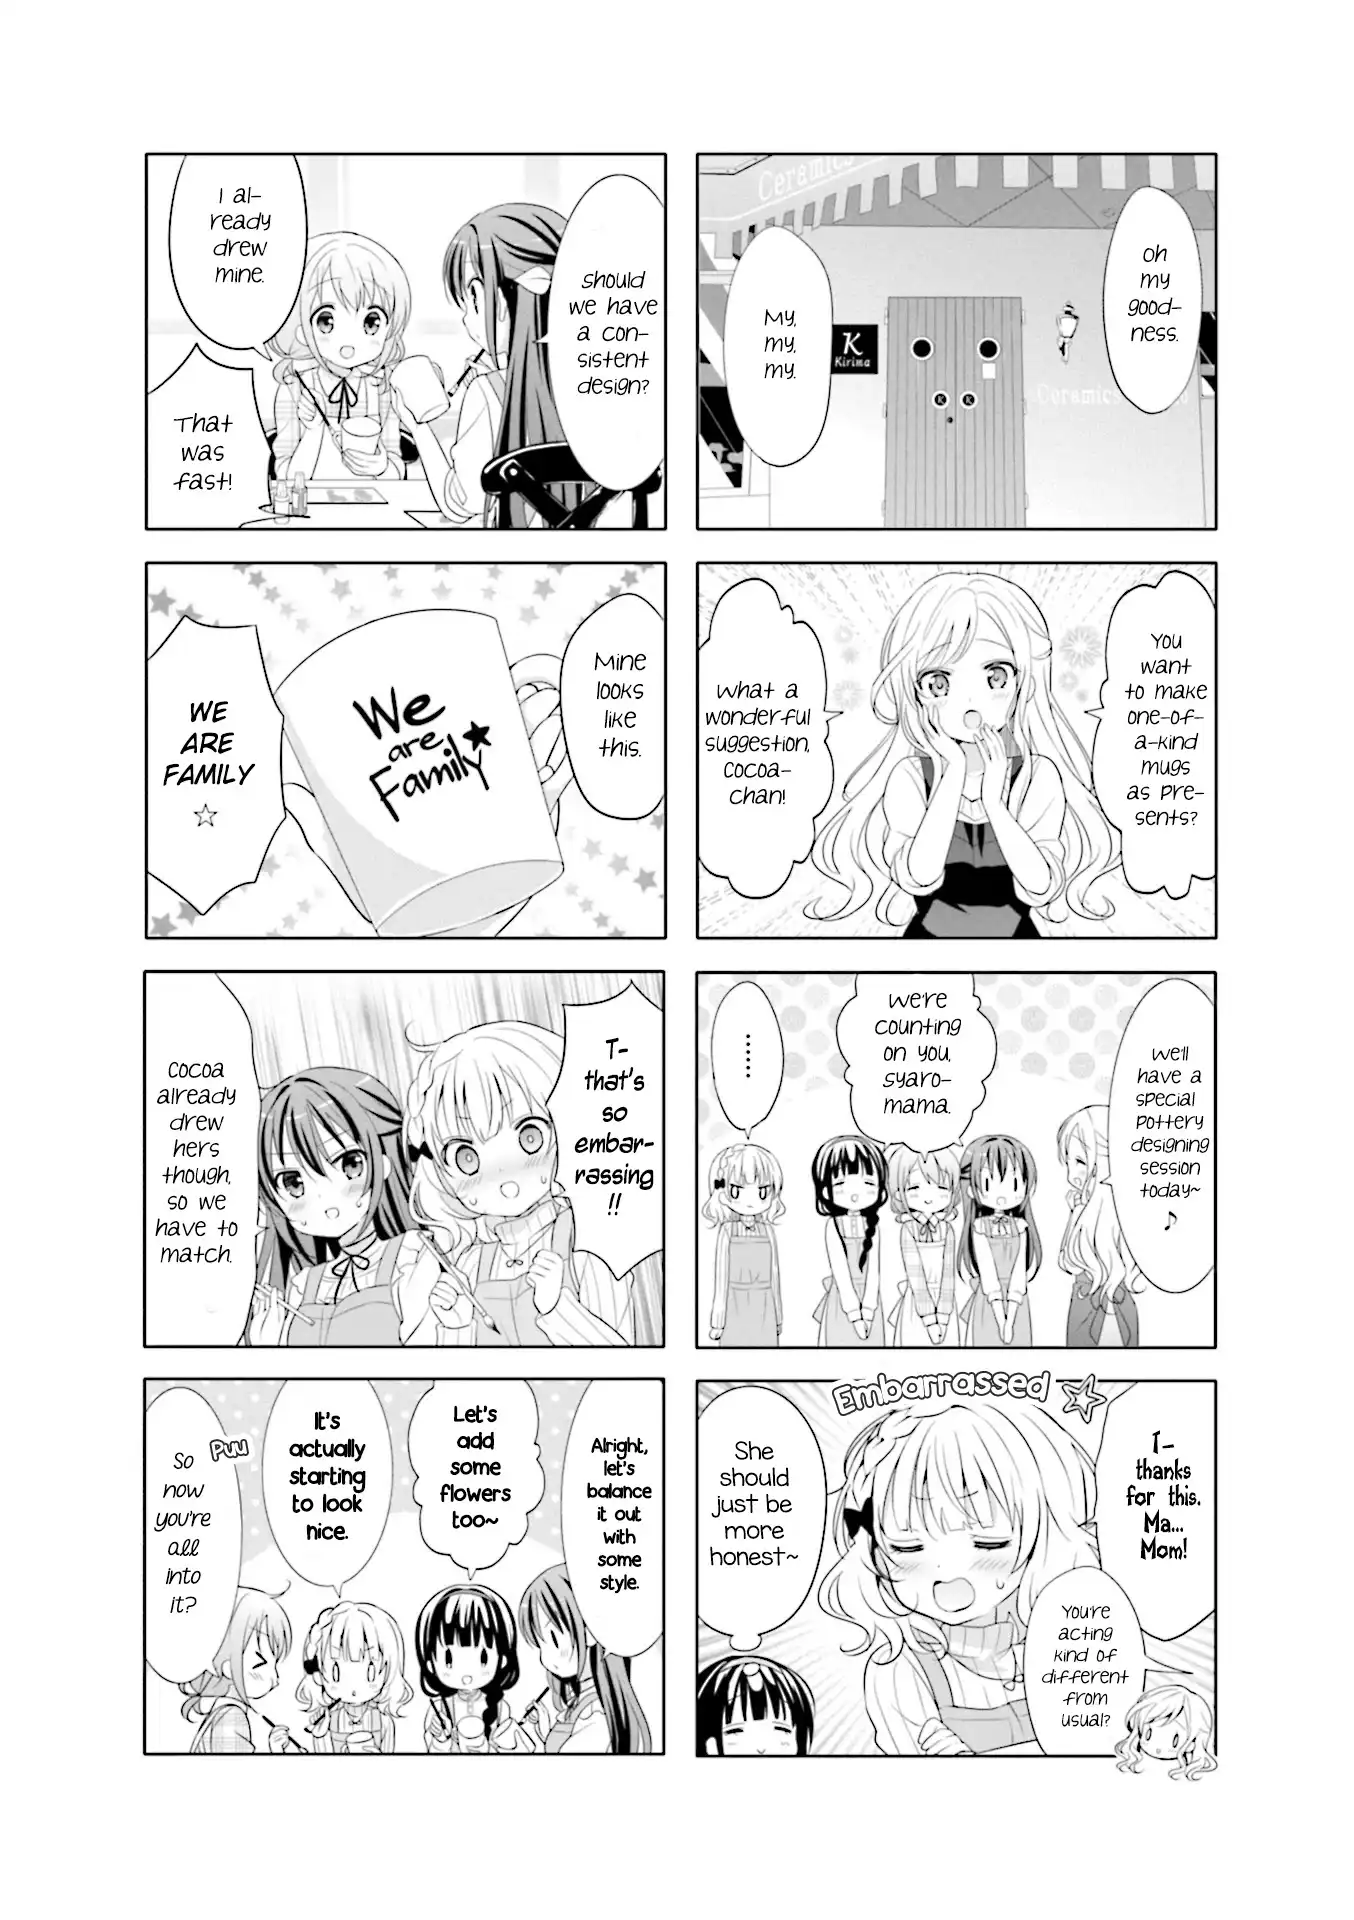 Ceramics
oh
my
good-
ness.
My,
my,
my.
K
Kirima
K
K
You
want
to make
one-of-
a-kind
mugs
as pre-
sents?
What a
wonderful
suggestion,
Cocoa-
chan!
We'll
have a
special
pottery
designing
session
today~
♪
We're
counting
on you,
Syaro-
mama.
........
T-
thanks
for this.
Ma...
Mom!
Embarrassed ☆
You're
acting
kind of
different
from
usual?
She
should
just be
more
honest~
Should
we have
a con-
sistent
design?
I al-
ready
drew
mine.
That
was
fast!
Mine
looks
like
this.
We
are
Family★
WE
ARE
FAMILY
☆
T-
that's
so
embar-
rassing
!!
Cocoa
already
drew
hers
though,
so we
have to
match.
Alright,
let's
balance
it out
with
some
style.
Let's
add
some
flowers
too~
It's
actually
starting
to look
nice.
Puu
So
now
you're
all
into
it?